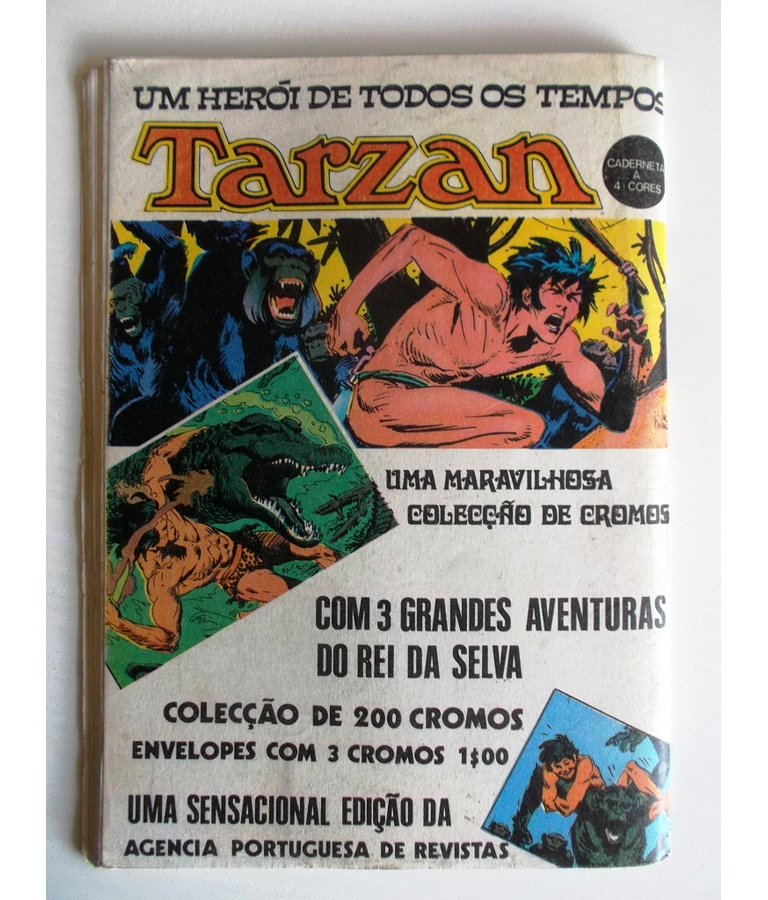 UM HERÓI DE TODOS OS TEMPOS
Tarzan
CADERNETA
A
4 CORES
UMA MARAVILHOSA
COLECÇÃO DE CROMOS
COM 3 GRANDES AVENTURAS
DO REI DA SELVA
COLECÇÃO DE 200 CROMOS
ENVELOPES COM 3 CROMOS 1$00
UMA SENSACIONAL EDIÇÃO DA
AGENCIA PORTUGUESA DE REVISTAS